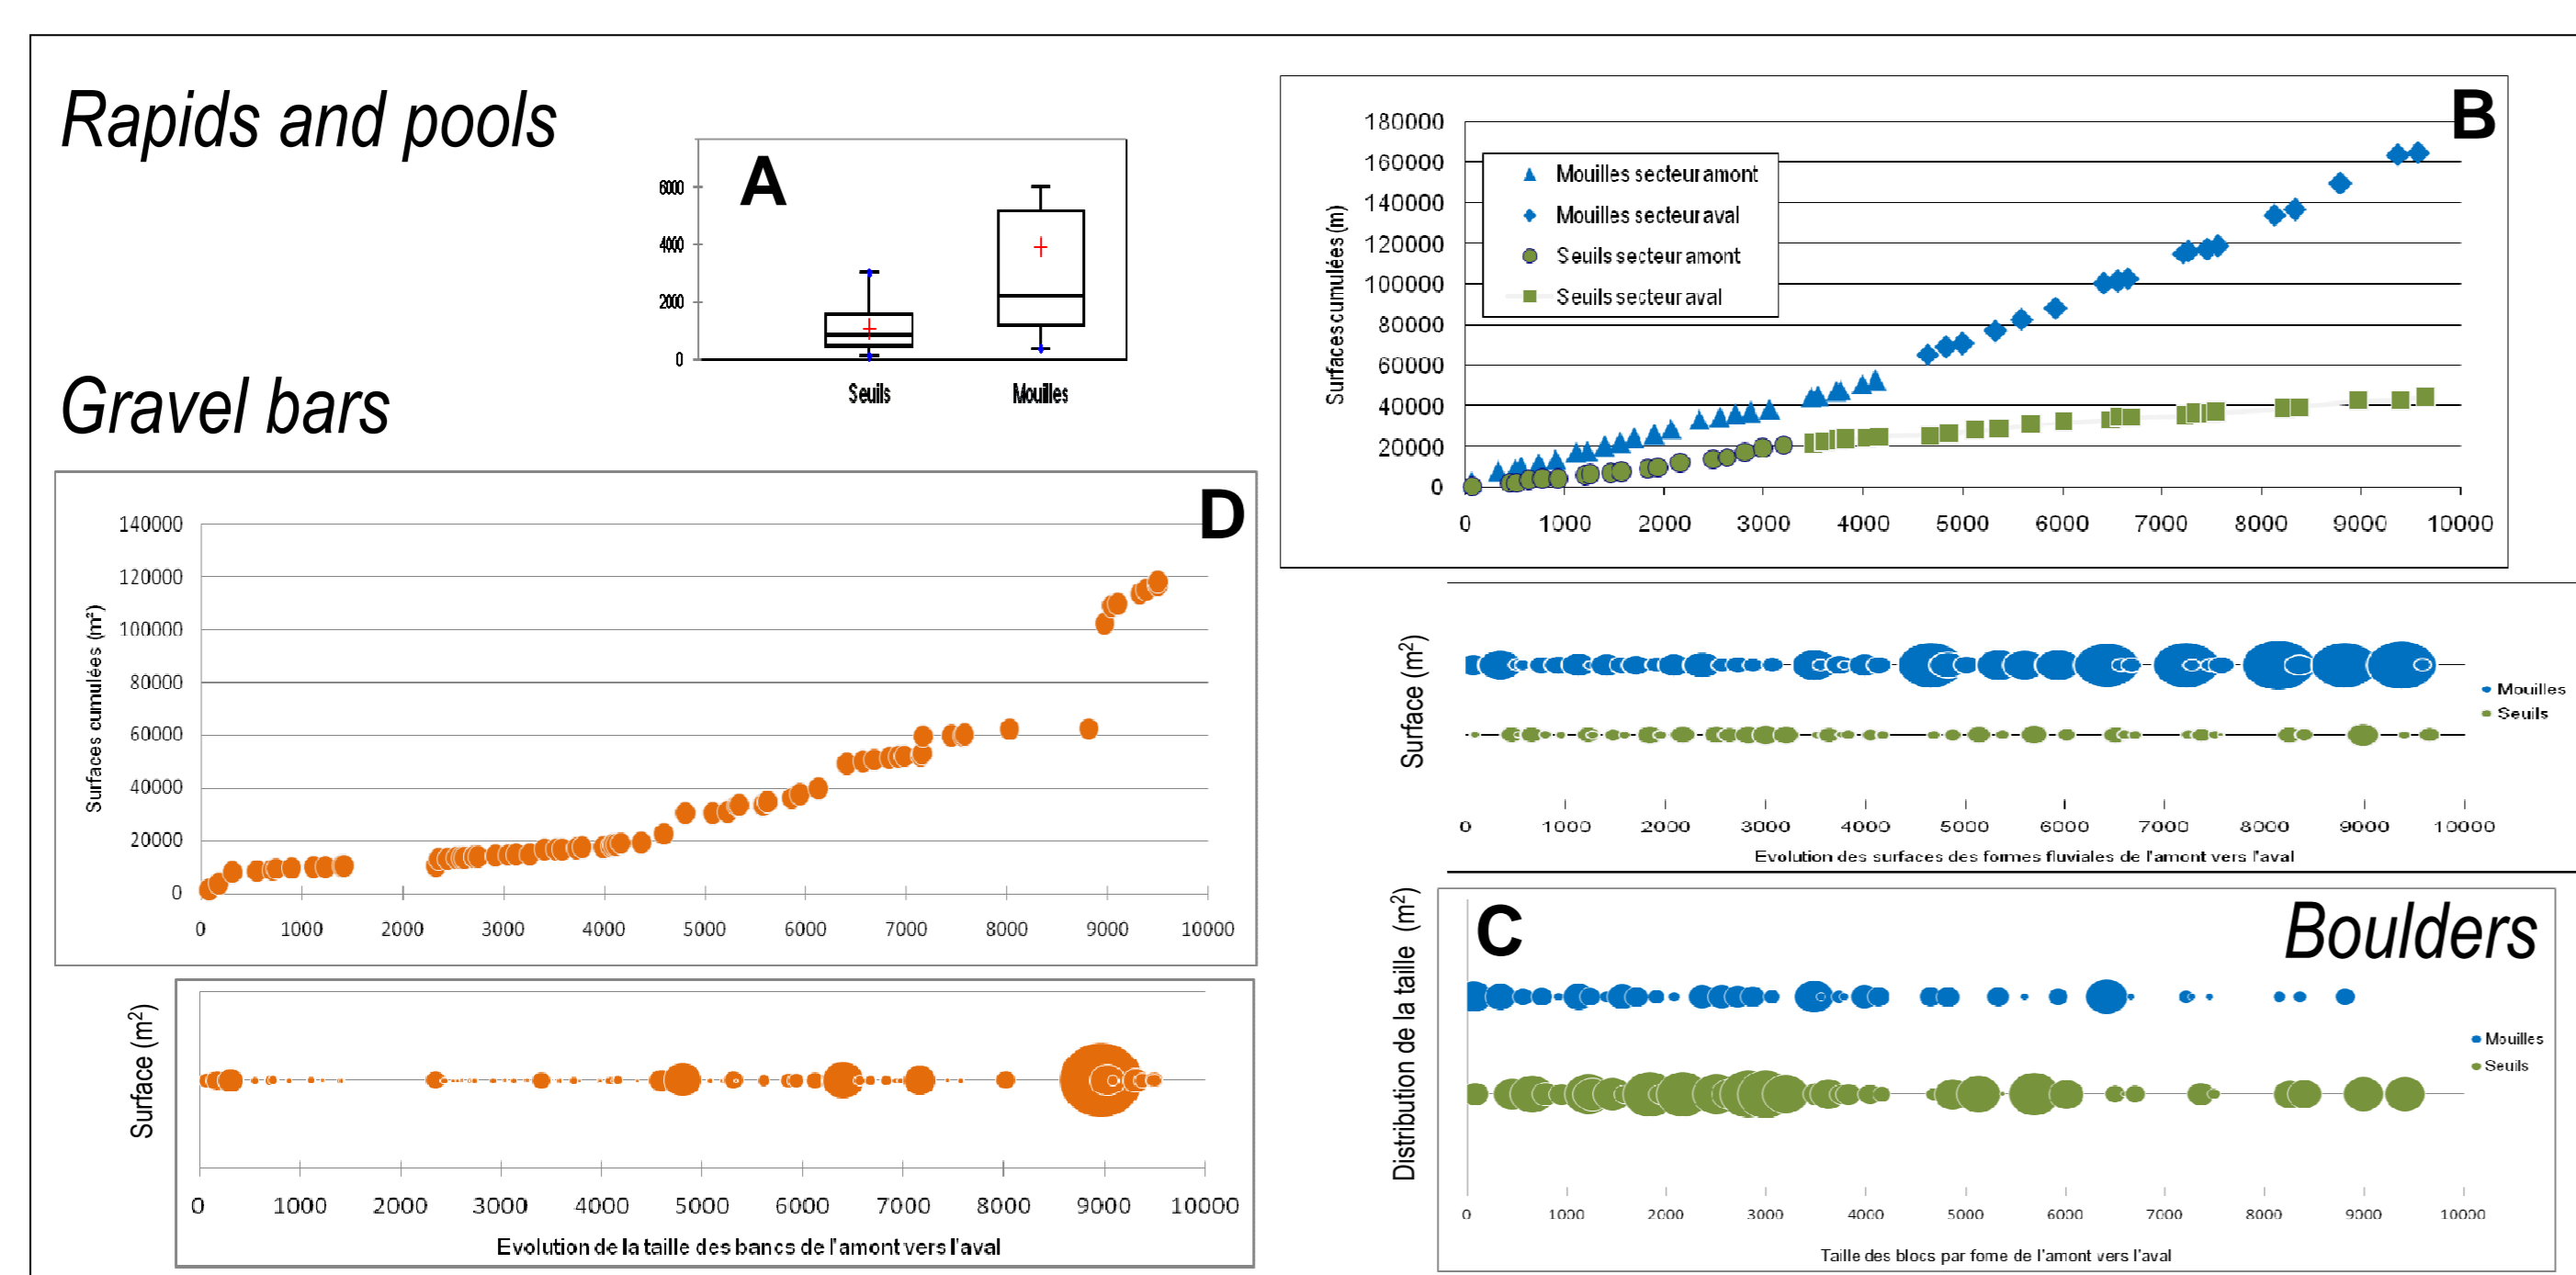 Rapids and pools
A
6000
4000
2000
0
Seuils
Mouilles
B
Surfaces cumulées (m)
180000
160000
140000
120000
100000
80000
60000
40000
20000
0
Mouilles secteur amont
Mouilles secteur aval
Seuils secteur amont
Seuils secteur aval
0 1000 2000 3000 4000 5000 6000 7000 8000 9000 10000
Gravel bars
D
Surfaces cumulées (m²)
140000
120000
100000
80000
60000
40000
20000
0
0 1000 2000 3000 4000 5000 6000 7000 8000 9000 10000
Surface (m²)
0 1000 2000 3000 4000 5000 6000 7000 8000 9000 10000
Evolution de la taille des bancs de l'amont vers l'aval
Surface (m²)
Mouilles
Seuils
0 1000 2000 3000 4000 5000 6000 7000 8000 9000 10000
Evolution des surfaces des formes fluviales de l'amont vers l'aval
C
Boulders
Distribution de la taille (m²)
Mouilles
Seuils
0 1000 2000 3000 4000 5000 6000 7000 8000 9000 10000
Taille des blocs par fome de l'amont vers l'aval